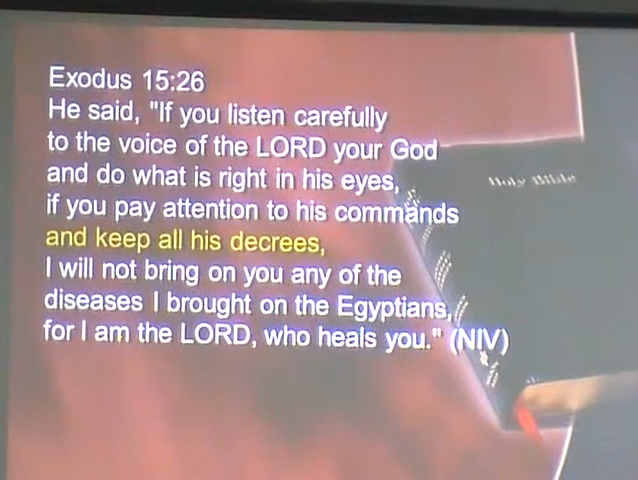 Exodus 15:26
He said, "If you listen carefully
to the voice of the LORD your God
and do what is right in his eyes,
if you pay attention to his commands
and keep all his decrees,
I will not bring on you any of the
diseases I brought on the Egyptians,
for I am the LORD, who heals you." (NIV)
Holy Bible